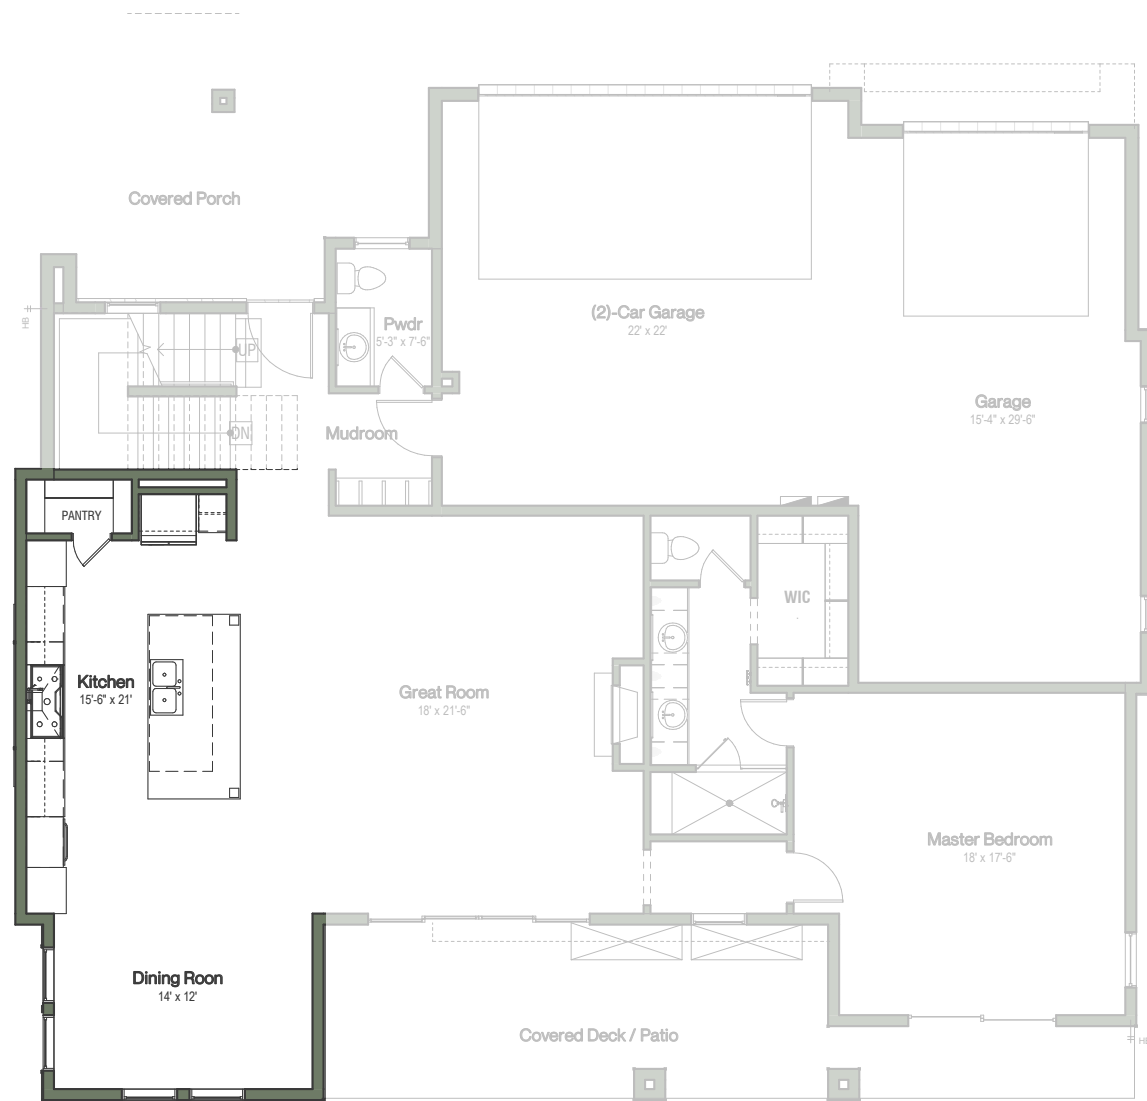 Covered Porch
(2)-Car Garage
22' x 22'
HB
Pwdr
5'-3" x 7'-6"
UP
Garage
15'-4" x 29'-6"
DN
Mudroom
PANTRY
WIC
Kitchen
15'-6" x 21'
Great Room
18' x 21'-6"
Master Bedroom
18' x 17'-6"
Dining Roon
14' x 12'
Covered Deck / Patio